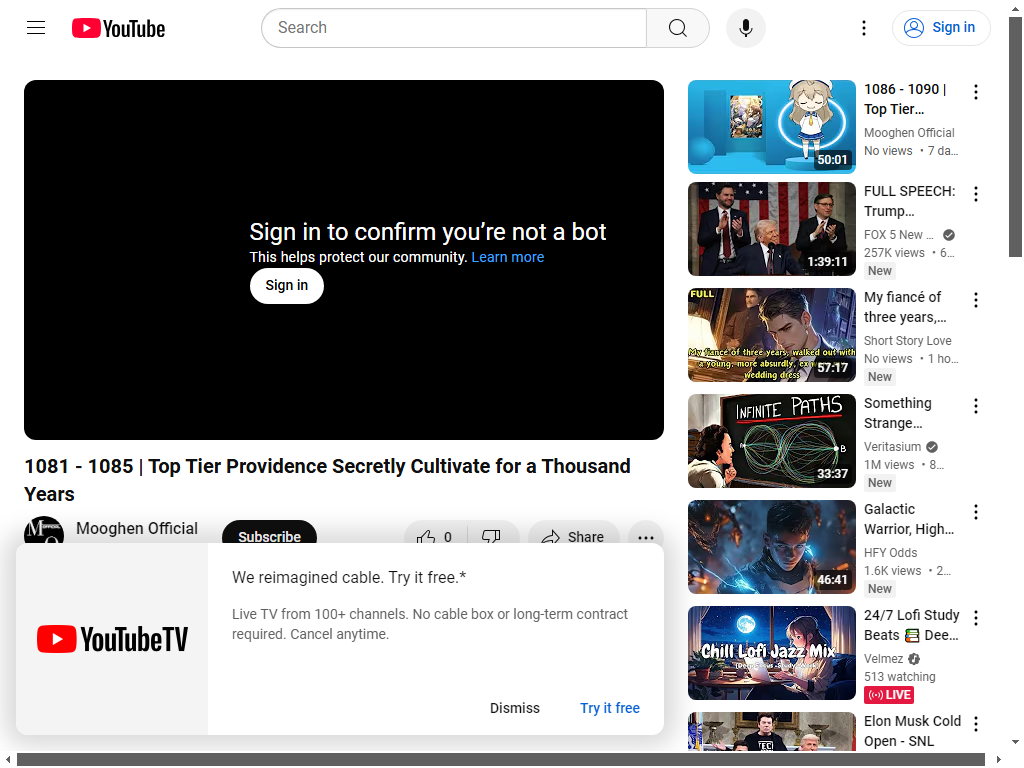 YouTube
Search
Sign in
Sign in to confirm you're not a bot
This helps protect our community. Learn more
Sign in
1081 - 1085 | Top Tier Providence Secretly Cultivate for a Thousand
Years
Mooghen Official
Subscribe
0
Share
YouTubeTV
We reimagined cable. Try it free.*
Live TV from 100+ channels. No cable box or long-term contract
required. Cancel anytime.
Dismiss
Try it free
50:01
1086 - 1090 |
Top Tier…
Mooghen Official
No views • 7 da…
1:39:11
FULL SPEECH:
Trump…
FOX 5 New …
257K views • 6…
New
FULL
My fiance of three years, walked out with
a young, more absurdly,
wedding dress
57:17
My fiancé of
three years,…
Short Story Love
No views • 1 ho…
New
INFINITE PATHS
A
B
33:37
Something
Strange…
Veritasium
1M views • 8…
New
46:41
Galactic
Warrior, High…
HFY Odds
1.6K views • 2…
New
Chill Lofi Jazz Mix
24/7 Lofi Study
Beats 📚 Dee…
Velmez
513 watching
LIVE
TEC
Elon Musk Cold
Open - SNL